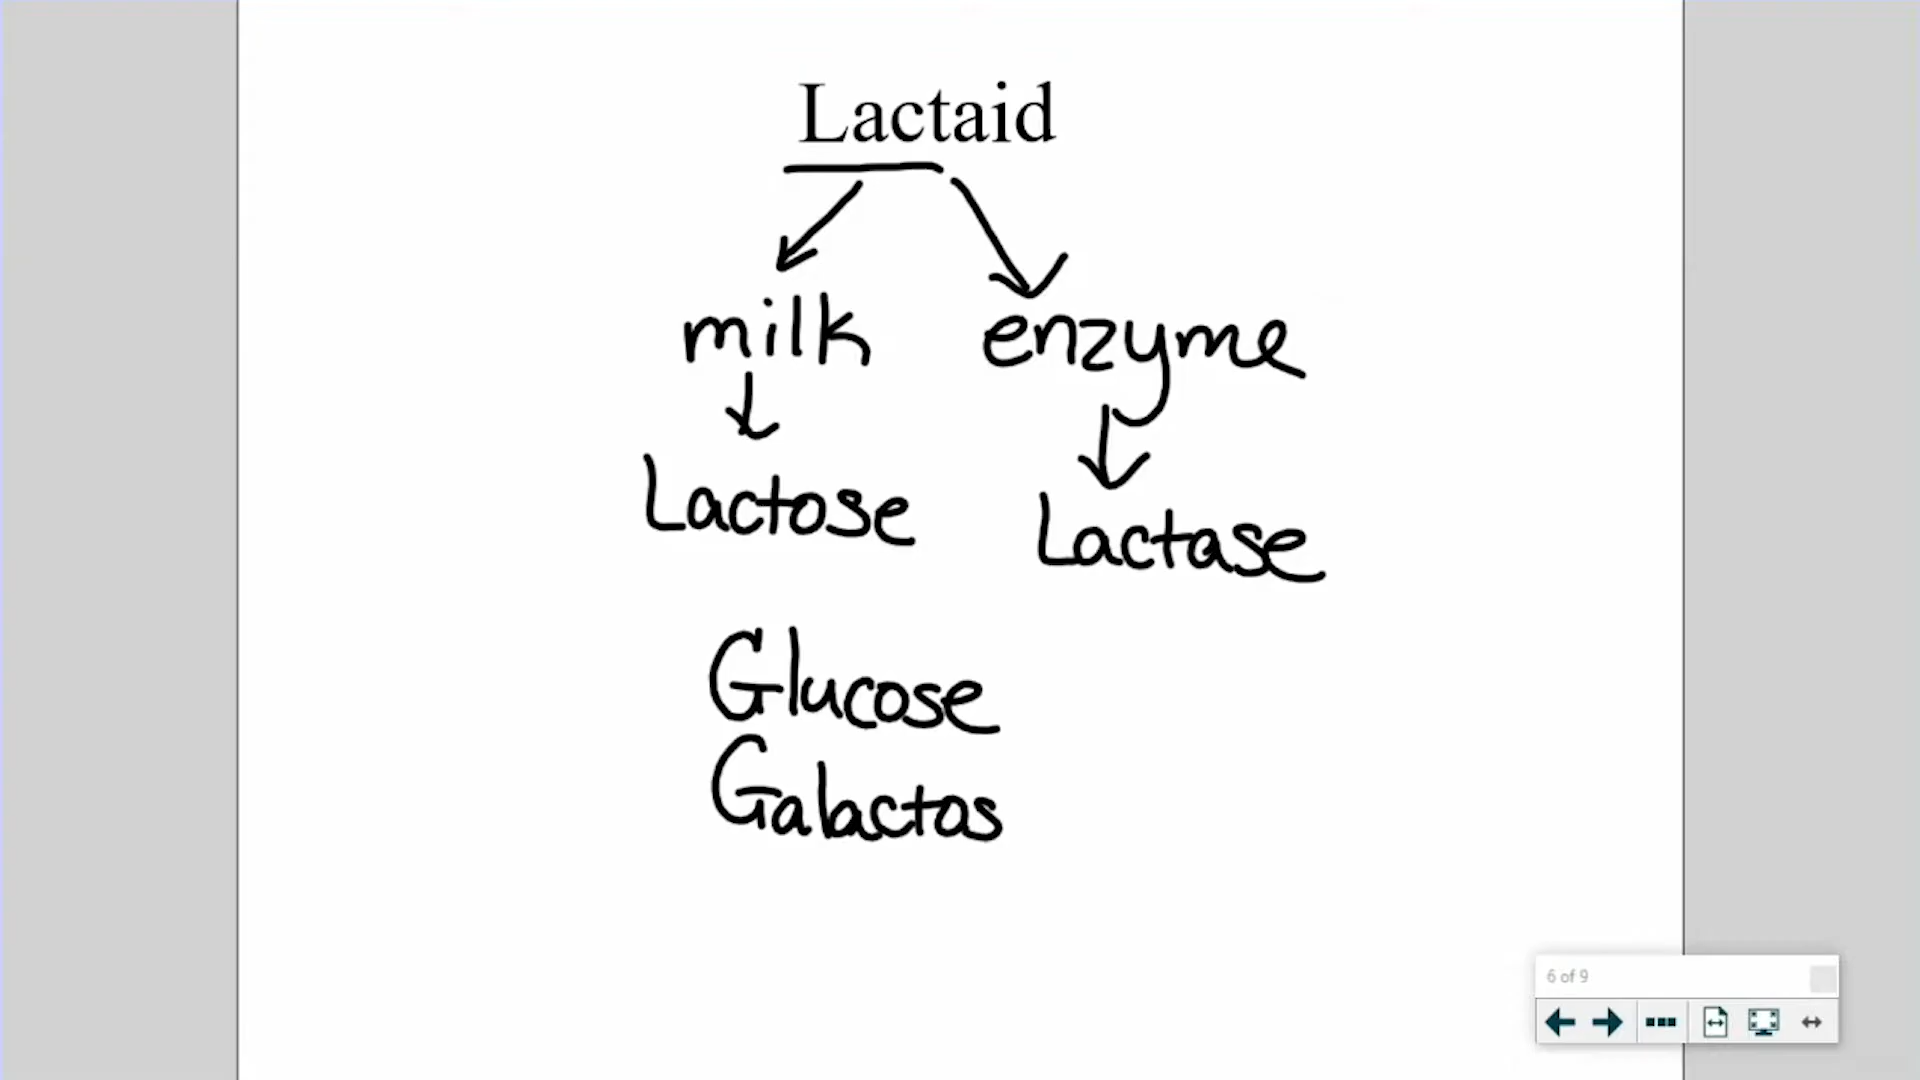 Lactaid
milk enzyme
Lactose Lactase
Glucose
Galactos
6 of 9